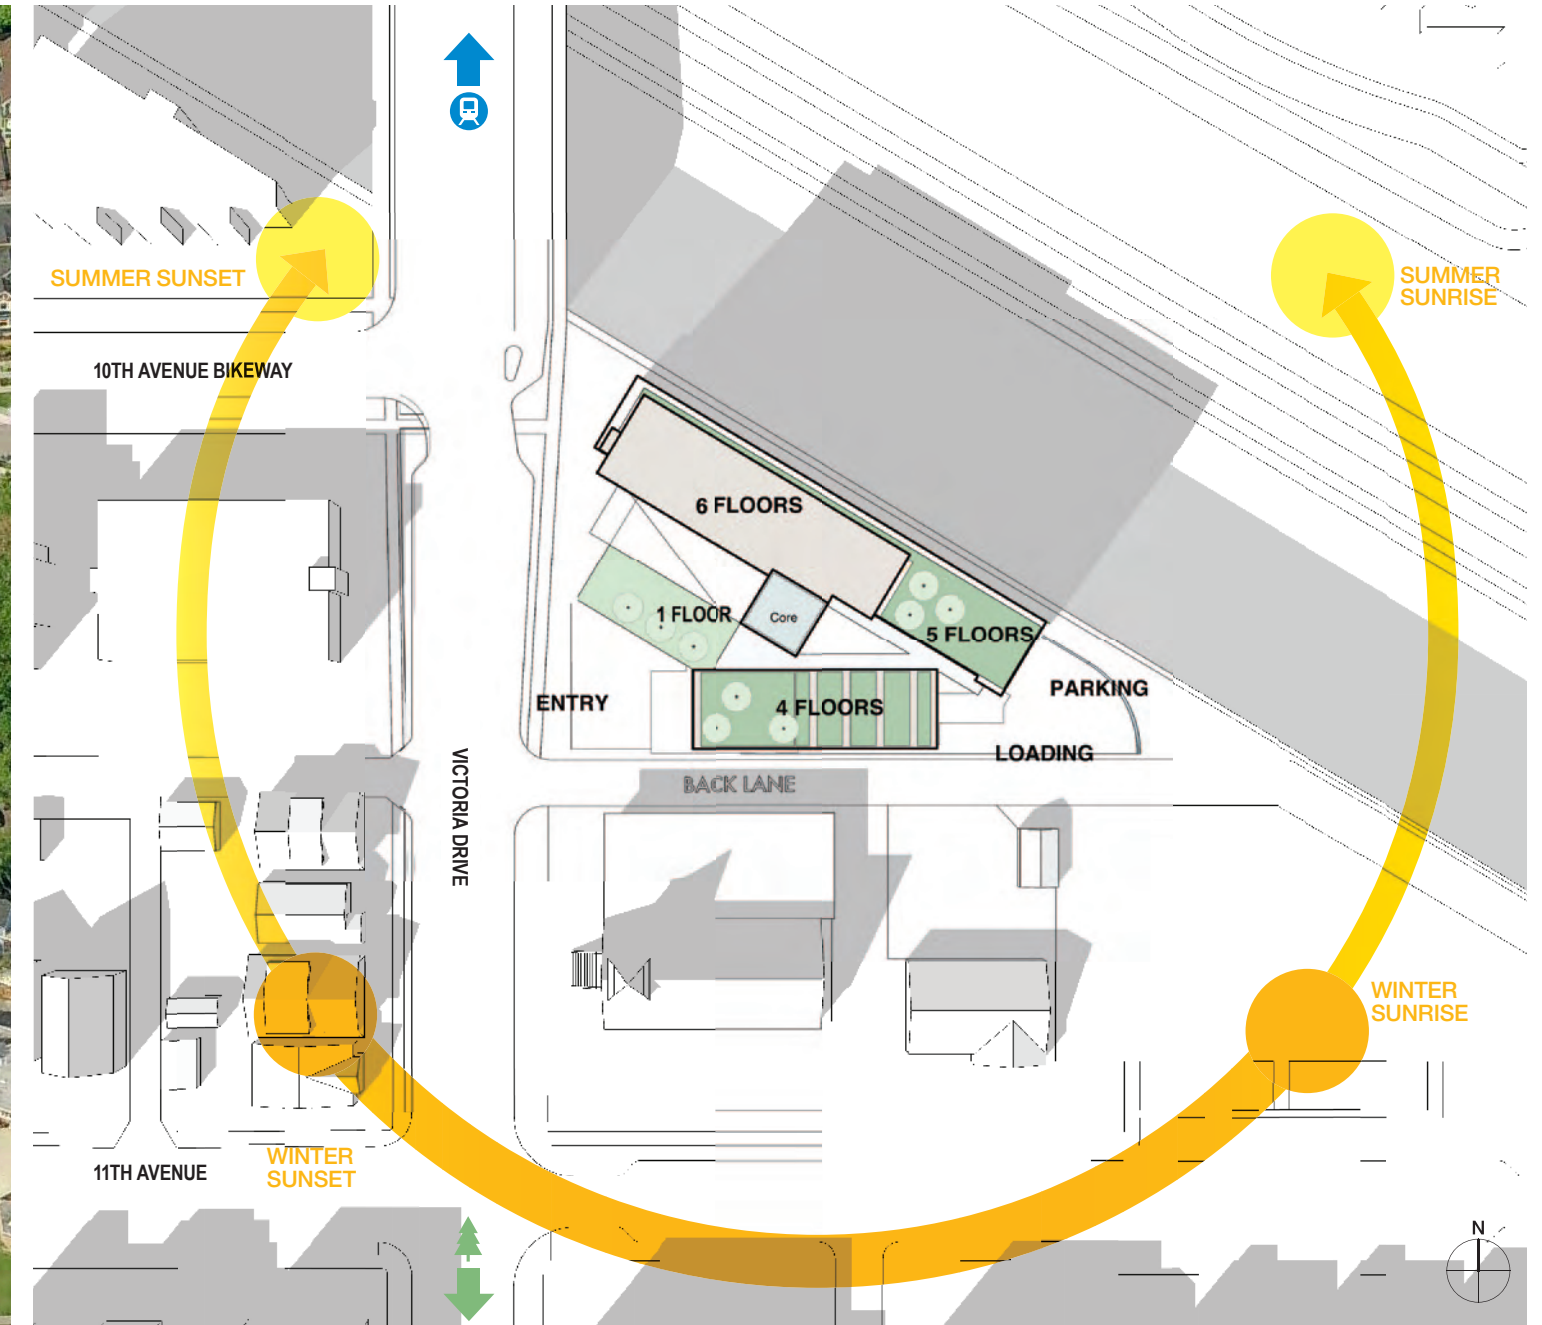 SUMMER SUNSET
SUMMER
SUNRISE
10TH AVENUE BIKEWAY
6 FLOORS
1 FLOOR
Core
5 FLOORS
ENTRY
4 FLOORS
PARKING
LOADING
VICTORIA DRIVE
BACK LANE
WINTER
SUNRISE
WINTER
SUNSET
11TH AVENUE
N